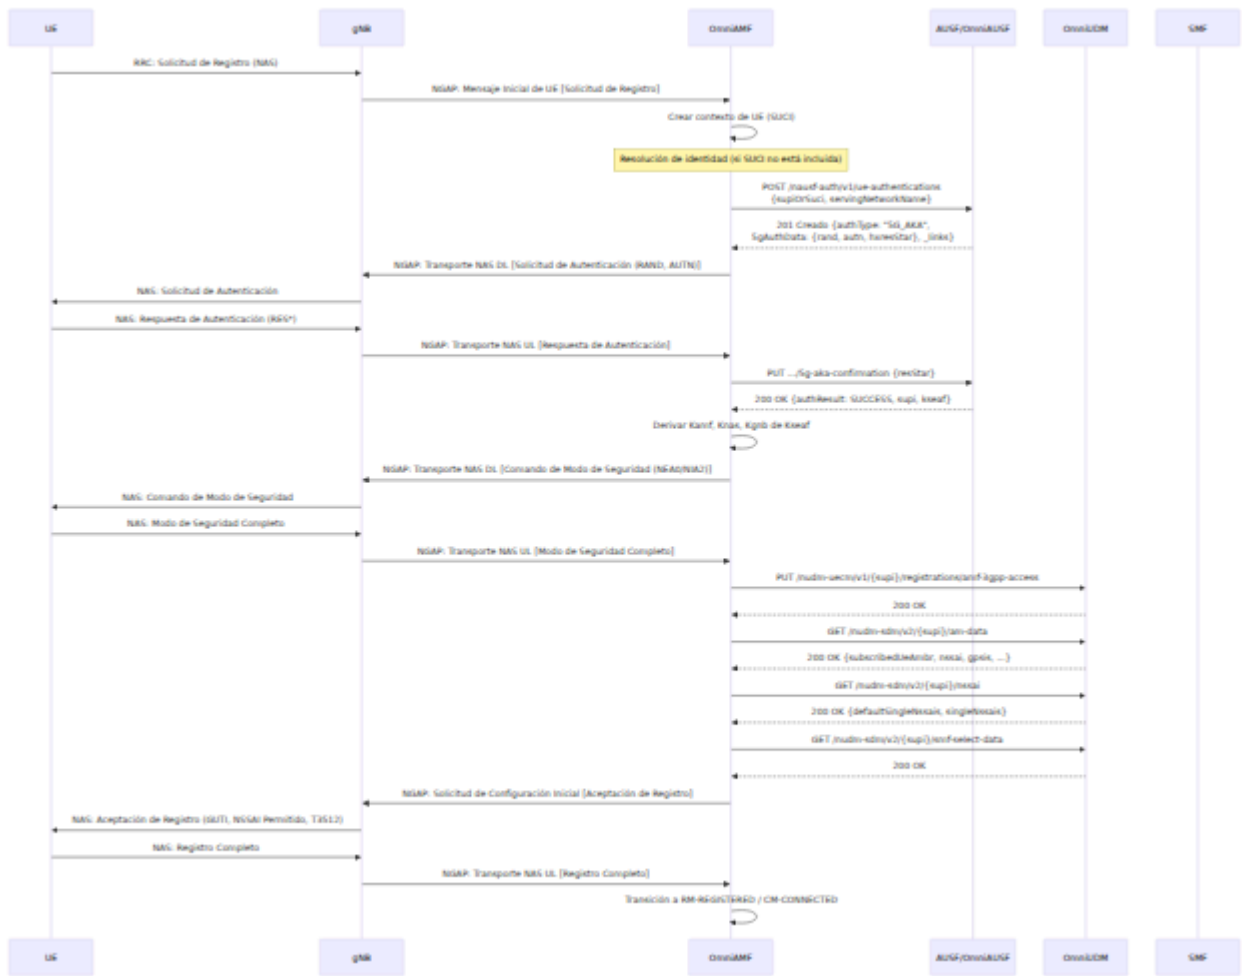 UE
gNB
OmniAMF
AUSF/OmniAUSF
OmniUDM
SMF
RRC: Solicitud de Registro (NAS)
NGAP: Mensaje Inicial de UE [Solicitud de Registro]
Crear contexto de UE (SUCI)
Resolución de identidad (si SUCI no está incluida)
POST /nausf-auth/v1/ue-authentications
{supiOrSuci, servingNetworkName}
201 Creado {authType: "5G_AKA",
5gAuthData: {rand, autn, hxresStar}, _links}
NGAP: Transporte NAS DL [Solicitud de Autenticación (RAND, AUTN)]
NAS: Solicitud de Autenticación
NAS: Respuesta de Autenticación (RES*)
NGAP: Transporte NAS UL [Respuesta de Autenticación]
PUT .../5g-aka-confirmation {resStar}
200 OK {authResult: SUCCESS, supi, kseaf}
Derivar Kamf, Knas, Kgnb de Kseaf
NGAP: Transporte NAS DL [Comando de Modo de Seguridad (NEA0/NIA2)]
NAS: Comando de Modo de Seguridad
NAS: Modo de Seguridad Completo
NGAP: Transporte NAS UL [Modo de Seguridad Completo]
PUT /nudm-uecm/v1/{supi}/registrations/amf-3gpp-access
200 OK
GET /nudm-sdm/v2/{supi}/am-data
200 OK {subscribedUeAmbr, nssai, gpsis, ...}
GET /nudm-sdm/v2/{supi}/nssai
200 OK {defaultSingleNssais, singleNssais}
GET /nudm-sdm/v2/{supi}/smf-select-data
200 OK
NGAP: Solicitud de Configuración Inicial [Aceptación de Registro]
NAS: Aceptación de Registro (GUTI, NSSAI Permitido, T3512)
NAS: Registro Completo
NGAP: Transporte NAS UL [Registro Completo]
Transición a RM-REGISTERED / CM-CONNECTED
UE
gNB
OmniAMF
AUSF/OmniAUSF
OmniUDM
SMF